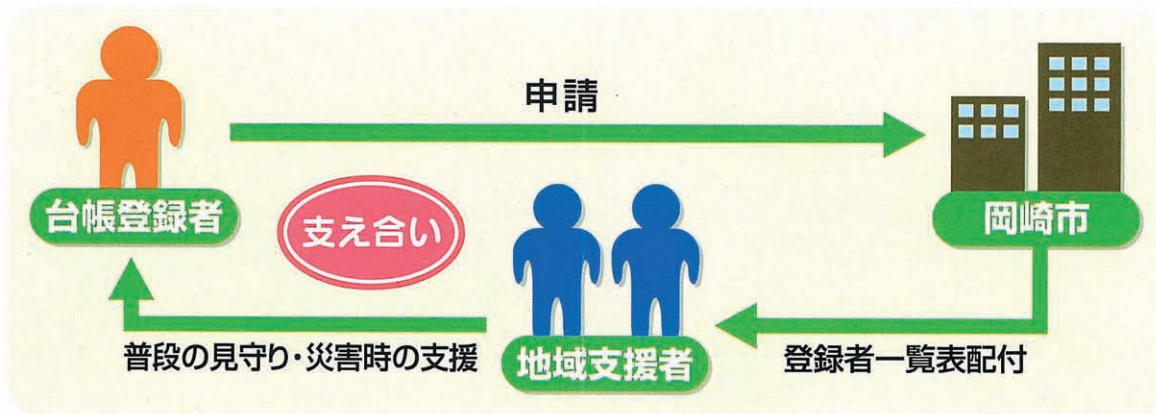 申請
台帳登録者
支え合い
岡崎市
普段の見守り・災害時の支援
地域支援者
登録者一覧表配付